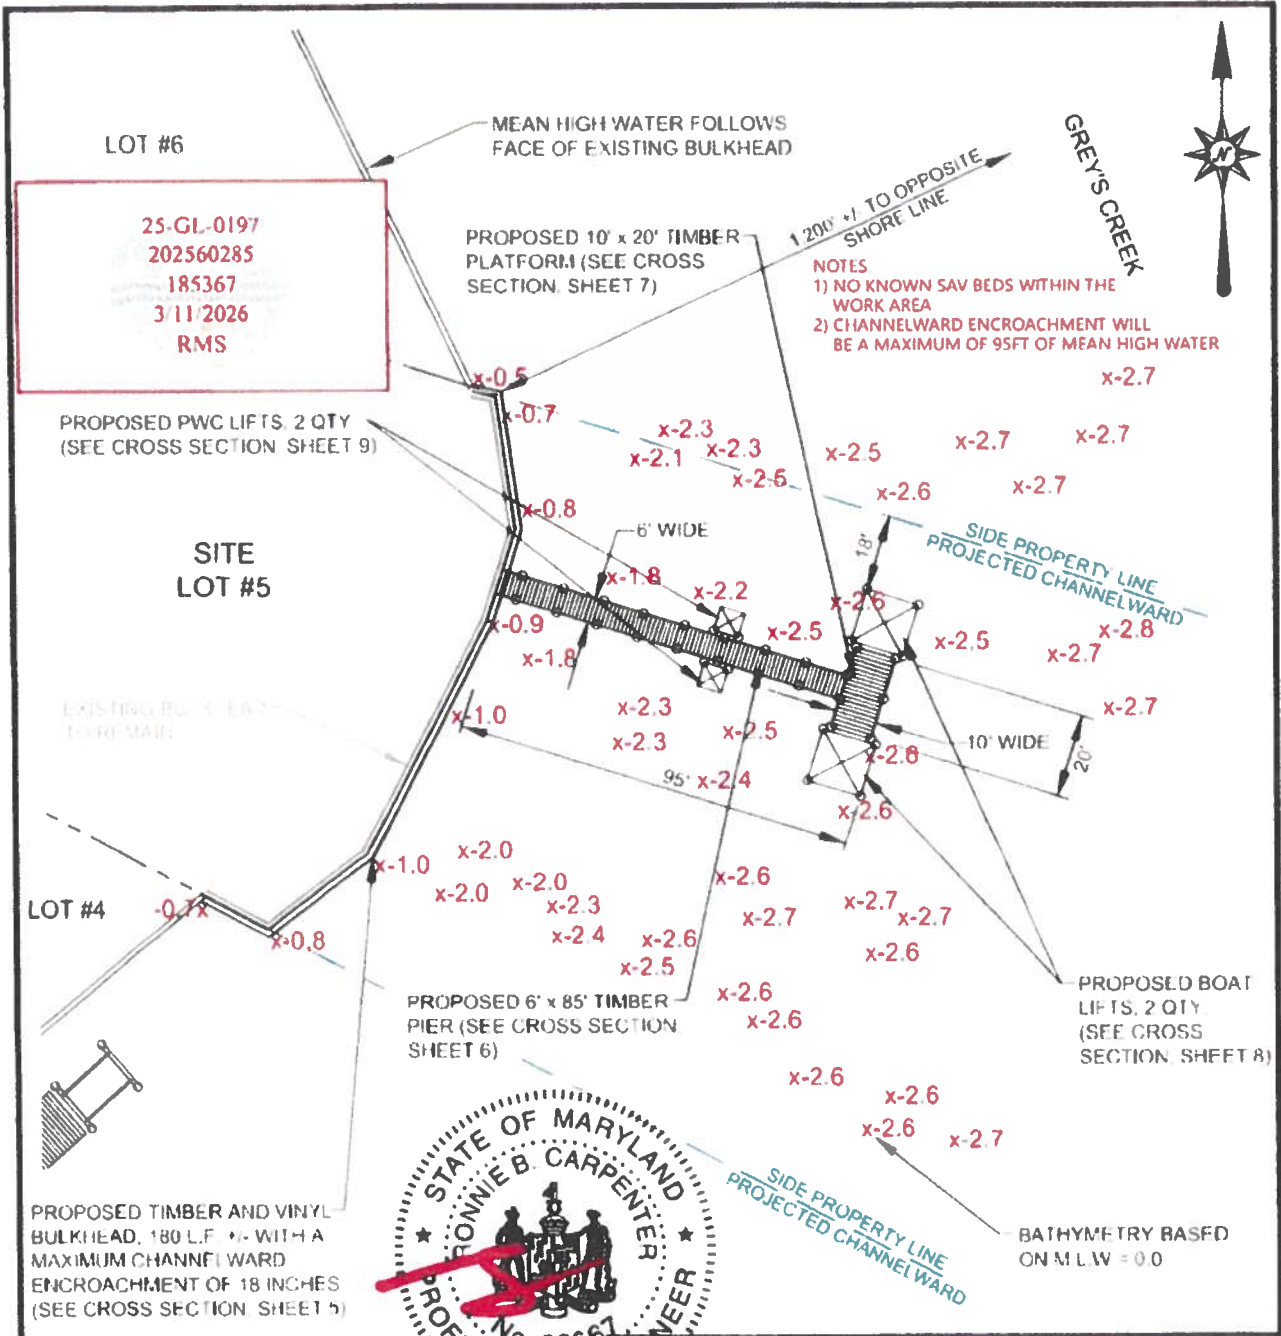 LOT #6
MEAN HIGH WATER FOLLOWS
FACE OF EXISTING BULKHEAD
GREY'S CREEK
N
25-GL-0197
202560285
185367
3/11/2026
RMS
PROPOSED 10' x 20' TIMBER
PLATFORM (SEE CROSS
SECTION, SHEET 7)
1,200' +/- TO OPPOSITE
SHORE LINE
NOTES
1) NO KNOWN SAV BEDS WITHIN THE
WORK AREA
2) CHANNELWARD ENCROACHMENT WILL
BE A MAXIMUM OF 95FT OF MEAN HIGH WATER
x-2.7
x-0.5
x-0.7
PROPOSED PWC LIFTS, 2 QTY
(SEE CROSS SECTION, SHEET 9)
x-2.3
x-2.1
x-2.3
x-2.5
x-2.7
x-2.7
x-2.6
x-2.7
x-0.8
SITE
LOT #5
6' WIDE
18'
SIDE PROPERTY LINE
PROJECTED CHANNELWARD
x-1.8
x-2.2
x-2.6
x-0.9
x-2.5
x-2.5
x-2.8
x-1.8
x-2.7
x-1.0
x-2.3
x-2.7
x-2.3
x-2.5
10' WIDE
20'
EXISTING BULKHEAD
TO REMAIN
95'
x-2.4
x-2.6
x-2.0
x-1.0
x-2.0
x-2.0
x-2.6
LOT #4
-0.7x
x-2.3
x-2.7
x-2.7
x-2.7
x-0.8
x-2.4
x-2.6
x-2.6
x-2.5
PROPOSED 6' x 85' TIMBER
PIER (SEE CROSS SECTION
SHEET 6)
x-2.6
x-2.6
PROPOSED BOAT
LIFTS, 2 QTY
(SEE CROSS
SECTION, SHEET 8)
x-2.6
x-2.6
x-2.6
x-2.7
STATE OF MARYLAND
RONNIE B. CARPENTER
SIDE PROPERTY LINE
PROJECTED CHANNELWARD
PROPOSED TIMBER AND VINYL
BULKHEAD, 180 L.F. +/- WITH A
MAXIMUM CHANNELWARD
ENCROACHMENT OF 18 INCHES
(SEE CROSS SECTION, SHEET 5)
BATHYMETRY BASED
ON M.L.W = 0.0